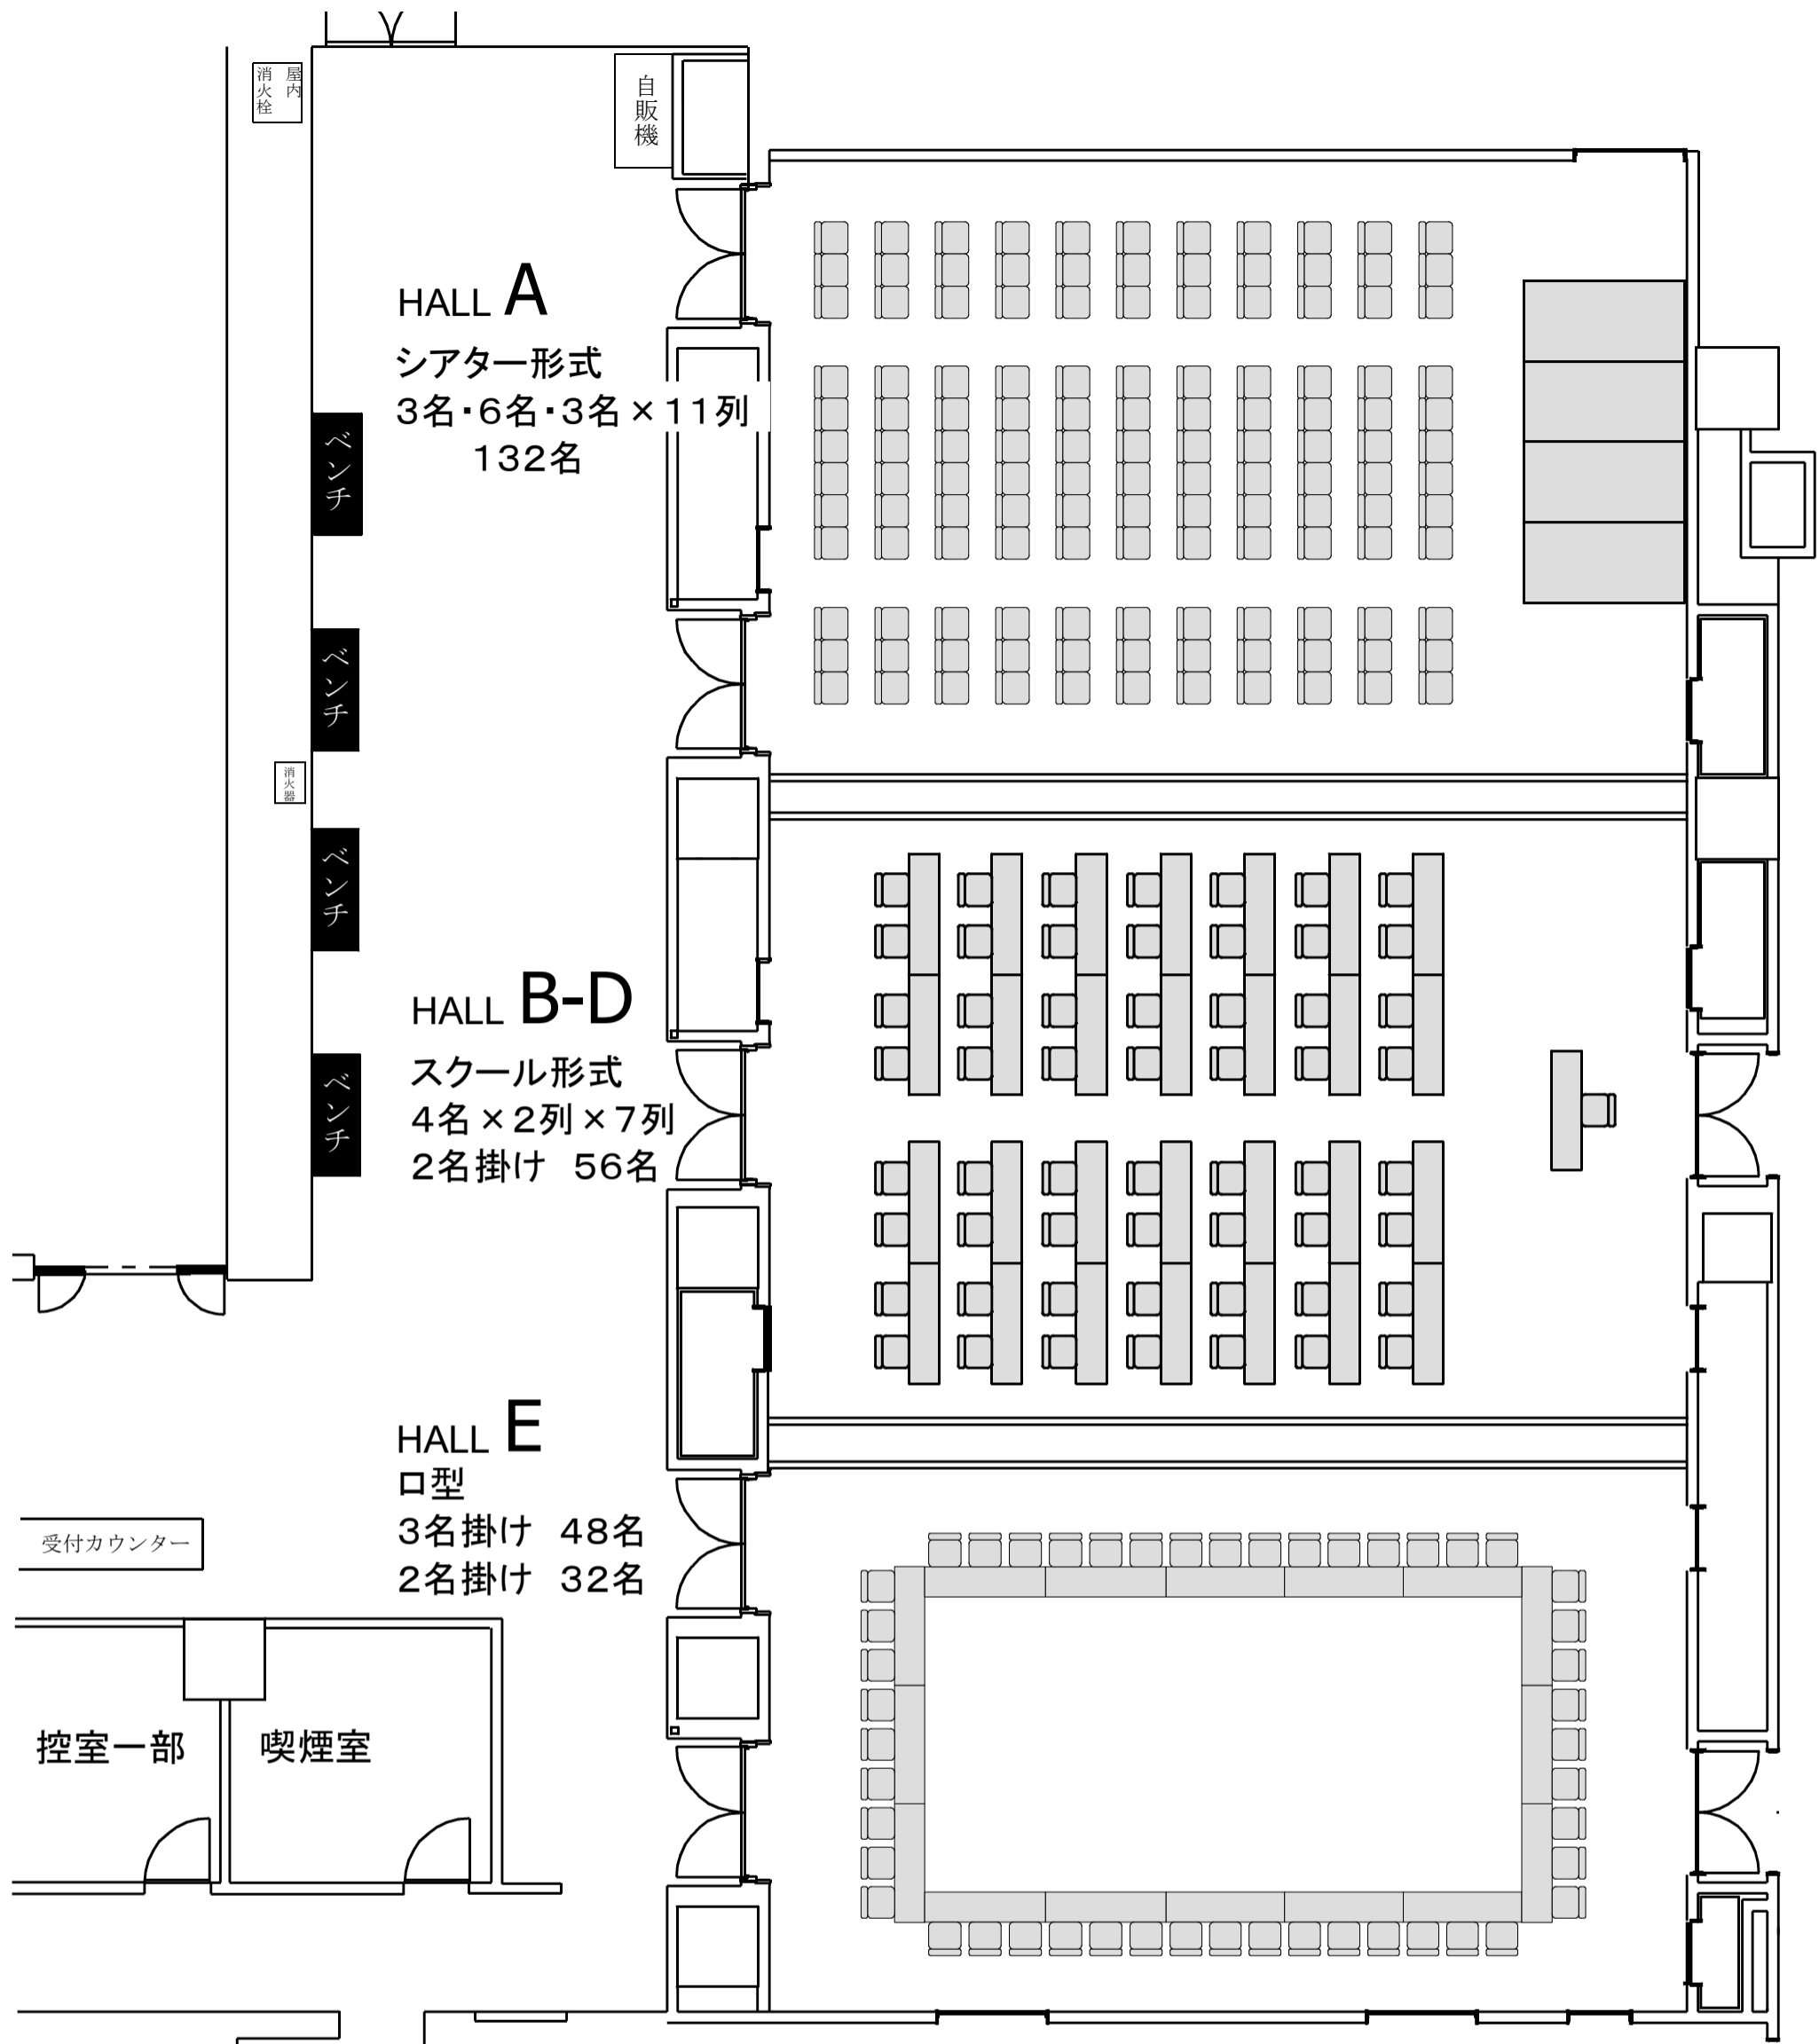 屋内
消火栓
自販機
HALL A
シアター形式
3名・6名・3名×11列
132名
ベンチ
ベンチ
消火器
ベンチ
HALL B-D
スクール形式
4名×2列×7列
2名掛け 56名
ベンチ
HALL E
ロ型
3名掛け 48名
2名掛け 32名
受付カウンター
控室一部
喫煙室